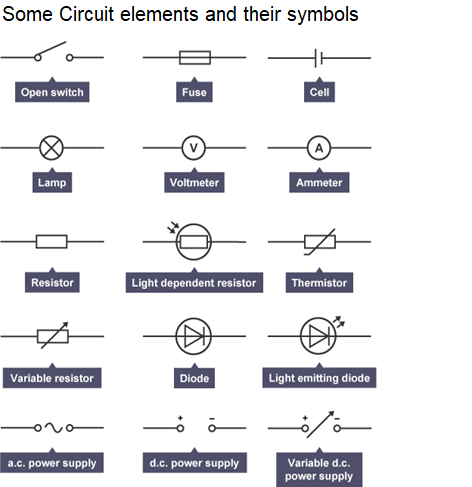 Some Circuit elements and their symbols
Open switch
Fuse
Cell
V
A
Lamp
Voltmeter
Ammeter
Resistor
Light dependent resistor
Thermistor
Variable resistor
Diode
Light emitting diode
+ -
+ -
a.c. power supply
d.c. power supply
Variable d.c.
power supply